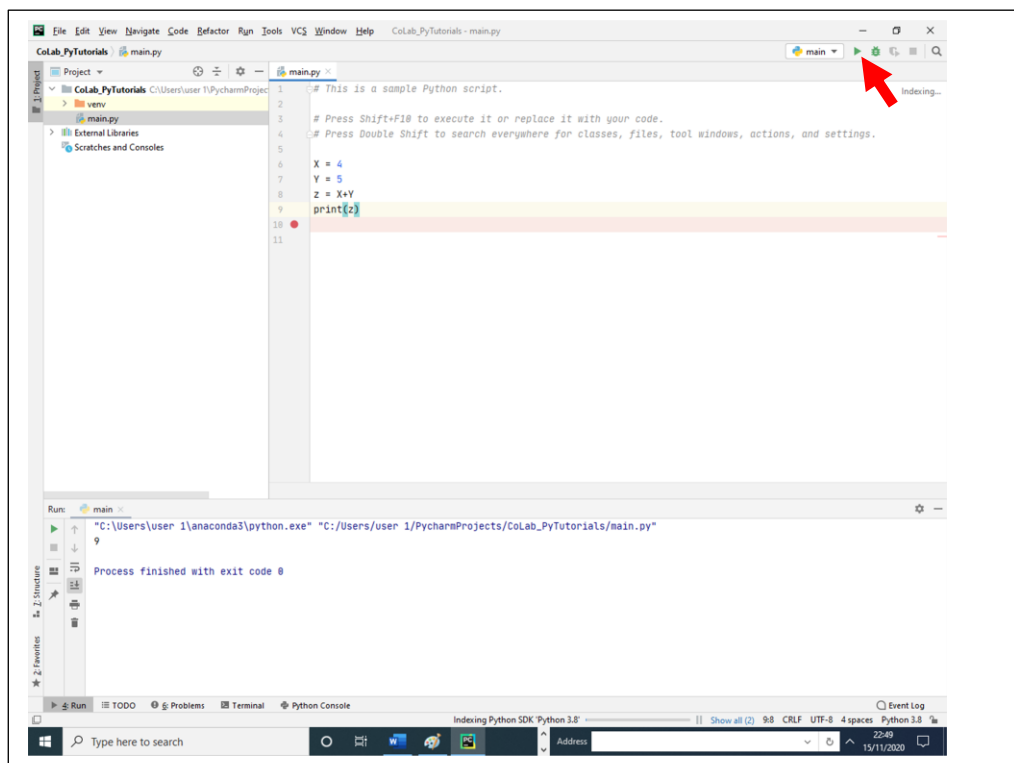 PC File Edit View Navigate Code Refactor Run Tools VCS Window Help CoLab_PyTutorials - main.py
CoLab_PyTutorials main.py main
1: Project
Project main.py
CoLab_PyTutorials C:\Users\user 1\PycharmProjec
venv
main.py
External Libraries
Scratches and Consoles
Indexing...
1 # This is a sample Python script.
2
3 # Press Shift+F10 to execute it or replace it with your code.
4 # Press Double Shift to search everywhere for classes, files, tool windows, actions, and settings.
5
6 X = 4
7 Y = 5
8 z = X+Y
9 print(z)
10
11
Run: main
"C:\Users\user 1\anaconda3\python.exe" "C:/Users/user 1/PycharmProjects/CoLab_PyTutorials/main.py"
9
Process finished with exit code 0
Z: Structure
2: Favorites
4: Run TODO 6: Problems Terminal Python Console Event Log
Indexing Python SDK 'Python 3.8' Show all (2) 9:8 CRLF UTF-8 4 spaces Python 3.8
Type here to search W PC Address 22:49
15/11/2020